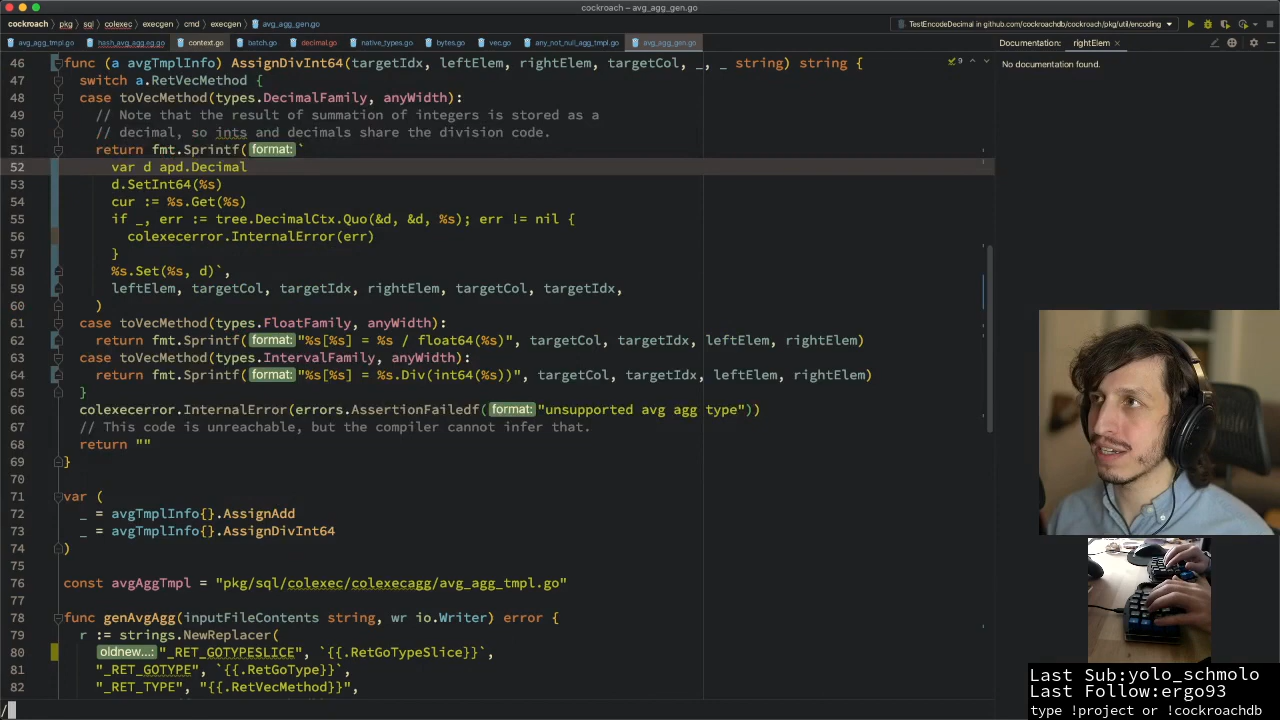 cockroach – avg_agg_gen.go
cockroach › pkg › sql › colexec › execgen › cmd › execgen › avg_agg_gen.go
TestEncodeDecimal in github.com/cockroachdb/cockroach/pkg/util/encoding
avg_agg_tmpl.go hash_avg_agg.eg.go context.go batch.go decimal.go native_types.go bytes.go vec.go any_not_null_agg_tmpl.go avg_agg_gen.go
Documentation: rightElem ×
No documentation found.
9
46 func (a avgTmplInfo) AssignDivInt64(targetIdx, leftElem, rightElem, targetCol, _, _ string) string {
47 switch a.RetVecMethod {
48 case toVecMethod(types.DecimalFamily, anyWidth):
49 // Note that the result of summation of integers is stored as a
50 // decimal, so ints and decimals share the division code.
51 return fmt.Sprintf( format: `
52 var d apd.Decimal
53 d.SetInt64(%s)
54 cur := %s.Get(%s)
55 if _, err := tree.DecimalCtx.Quo(&d, &d, %s); err != nil {
56 colexecerror.InternalError(err)
57 }
58 %s.Set(%s, d)`,
59 leftElem, targetCol, targetIdx, rightElem, targetCol, targetIdx,
60 )
61 case toVecMethod(types.FloatFamily, anyWidth):
62 return fmt.Sprintf( format: "%s[%s] = %s / float64(%s)", targetCol, targetIdx, leftElem, rightElem)
63 case toVecMethod(types.IntervalFamily, anyWidth):
64 return fmt.Sprintf( format: "%s[%s] = %s.Div(int64(%s))", targetCol, targetIdx, leftElem, rightElem)
65 }
66 colexecerror.InternalError(errors.AssertionFailedf( format: "unsupported avg agg type"))
67 // This code is unreachable, but the compiler cannot infer that.
68 return ""
69 }
70
71 var (
72 _ = avgTmplInfo{}.AssignAdd
73 _ = avgTmplInfo{}.AssignDivInt64
74 )
75
76 const avgAggTmpl = "pkg/sql/colexec/colexecagg/avg_agg_tmpl.go"
77
78 func genAvgAgg(inputFileContents string, wr io.Writer) error {
79 r := strings.NewReplacer(
80 oldnew...: "_RET_GOTYPESLICE", `{{.RetGoTypeSlice}}`,
81 "_RET_GOTYPE", `{{.RetGoType}}`,
82 "_RET_TYPE", "{{.RetVecMethod}}",
/
Last Sub:yolo_schmolo
Last Follow:ergo93
type !project or !cockroachdb